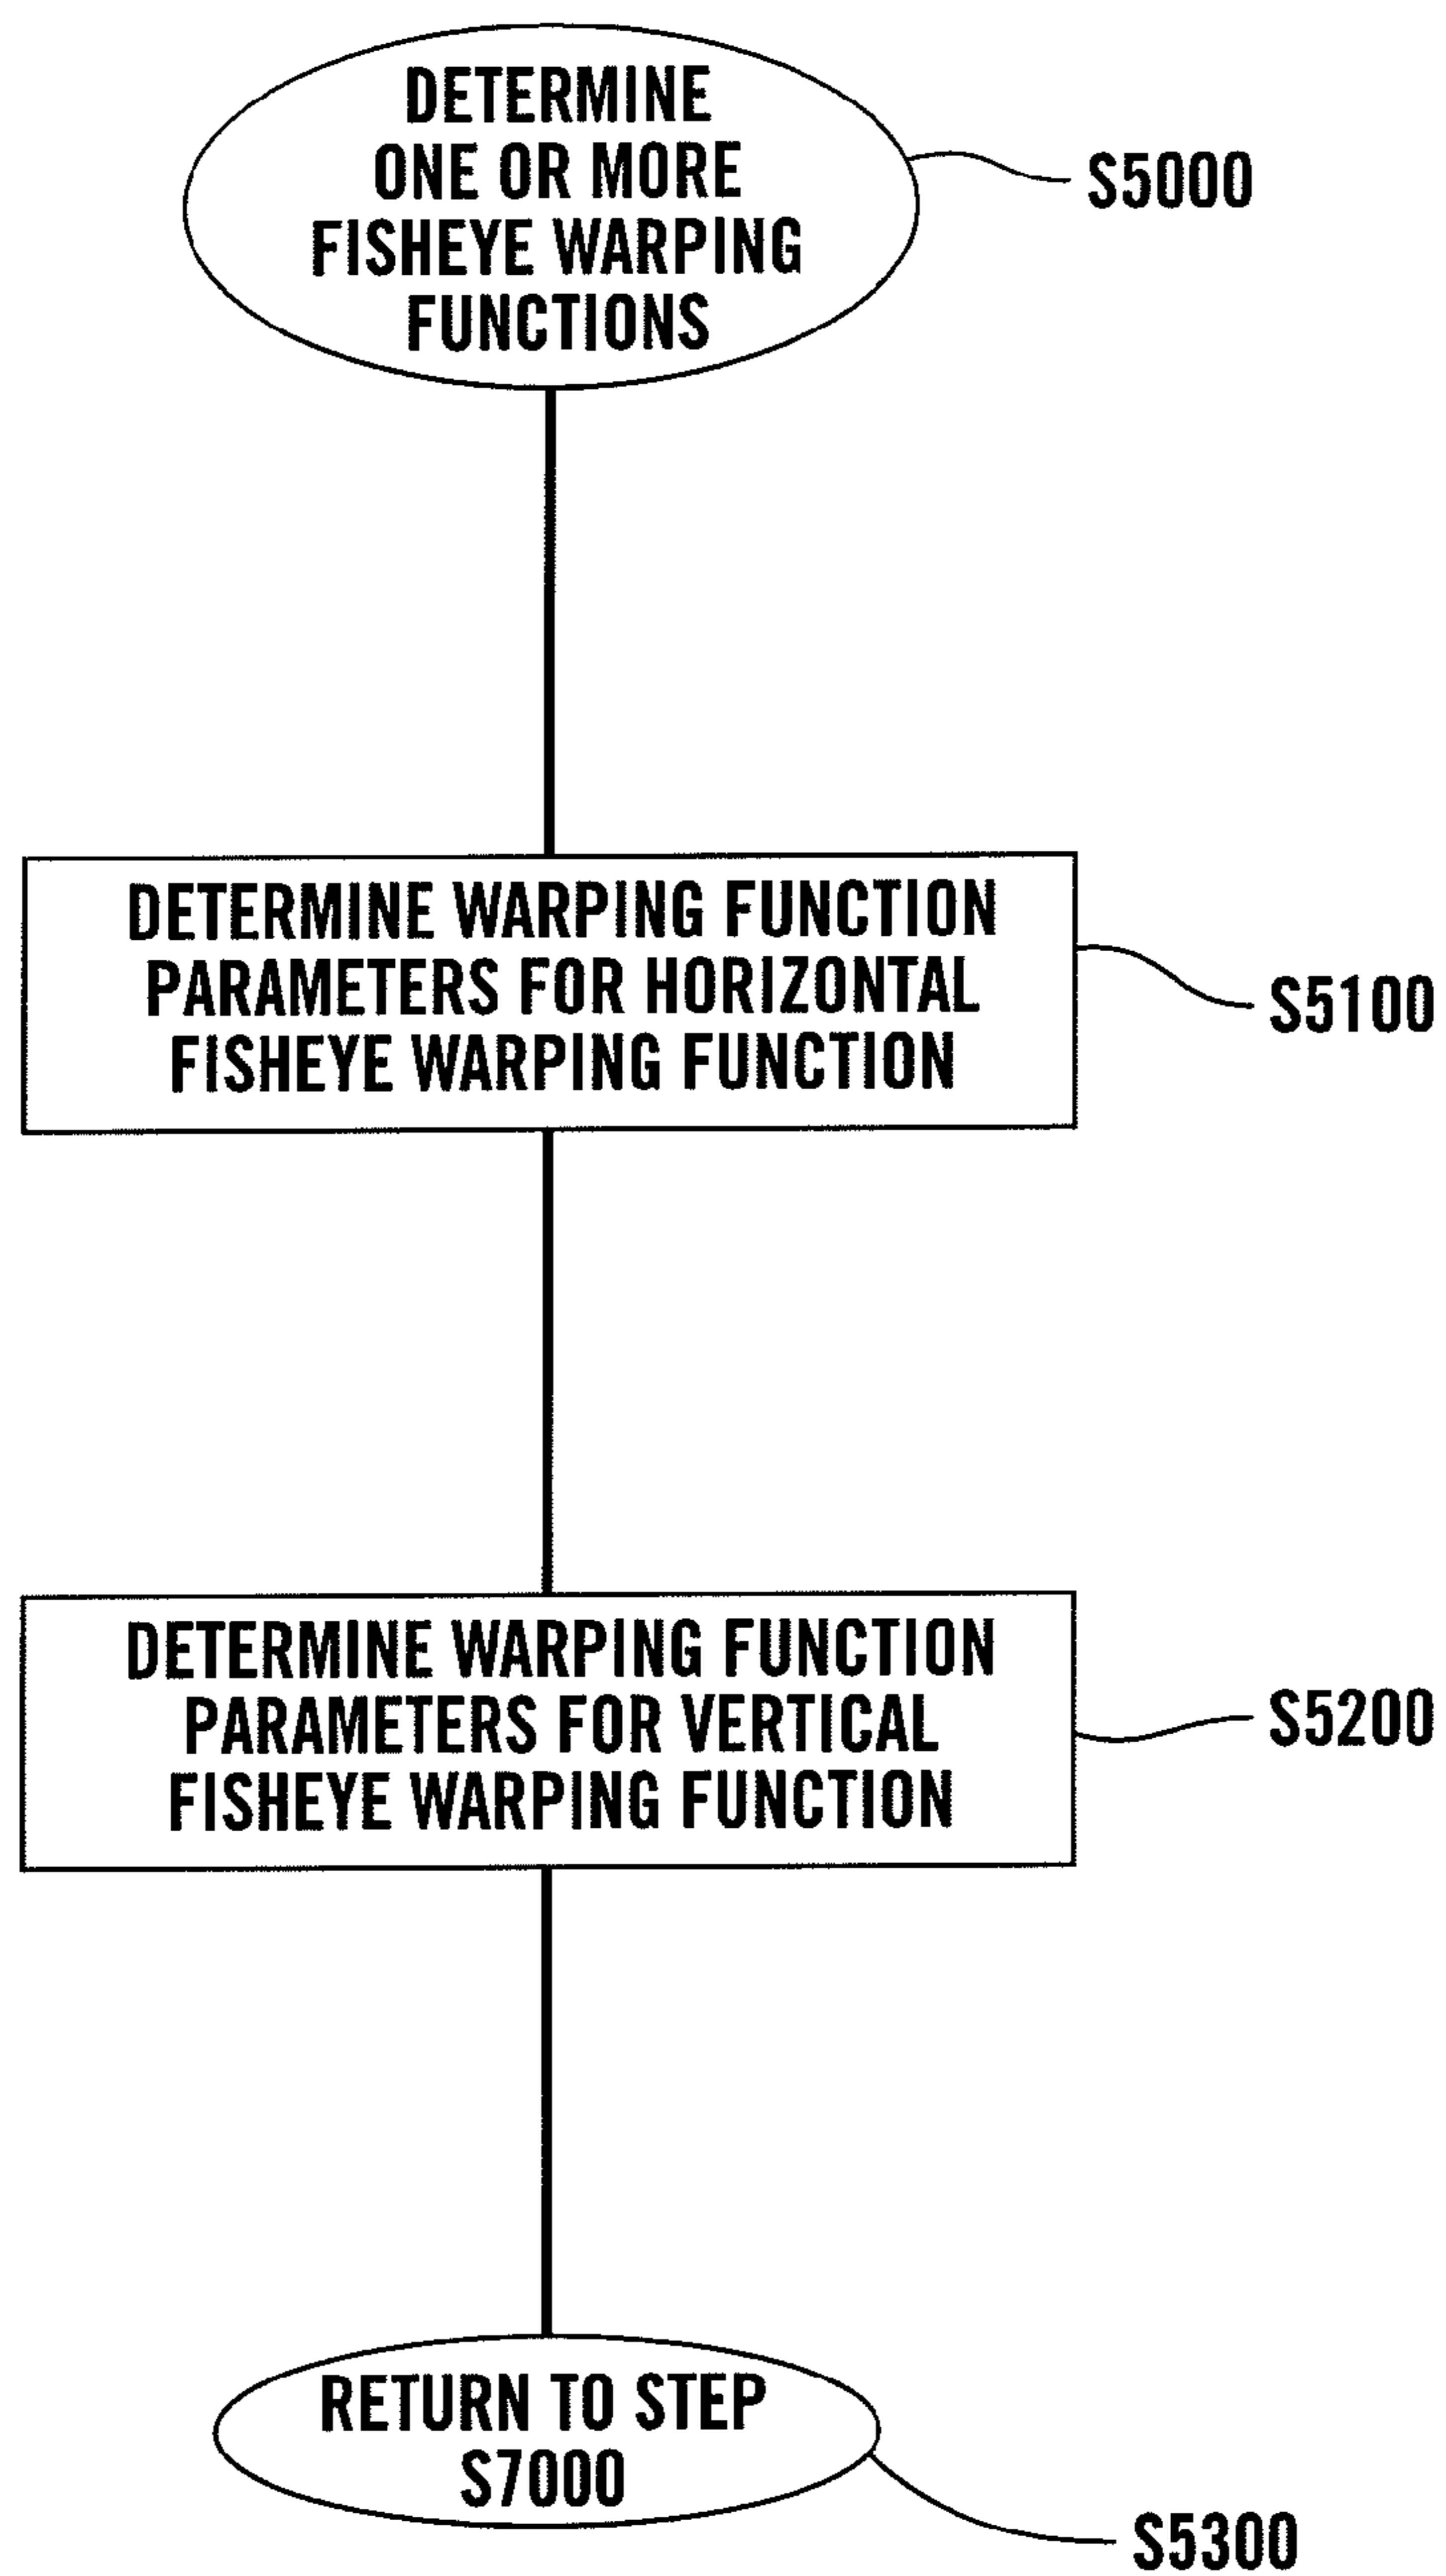 DETERMINE
ONE OR MORE
FISHEYE WARPING
FUNCTIONS
S5000
DETERMINE WARPING FUNCTION
PARAMETERS FOR HORIZONTAL
FISHEYE WARPING FUNCTION
S5100
DETERMINE WARPING FUNCTION
PARAMETERS FOR VERTICAL
FISHEYE WARPING FUNCTION
S5200
RETURN TO STEP
S7000
S5300